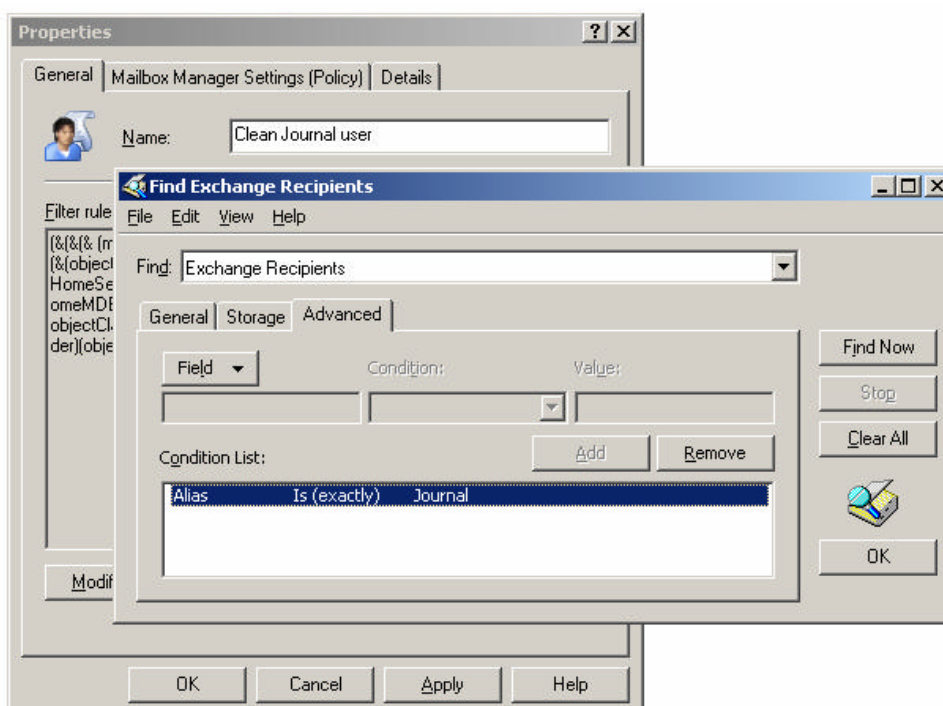 Properties
General Mailbox Manager Settings (Policy) Details
Name: Clean Journal user
Find Exchange Recipients
Filter rule
File Edit View Help
(&(&(& (m
(&(object
HomeSe
omeMDE
objectCl
der)(obje
Find: Exchange Recipients
General Storage Advanced
Field Condition: Value:
Find Now
Stop
Clear All
Add Remove
Condition List:
Alias Is (exactly) Journal
OK
Modif
OK Cancel Apply Help